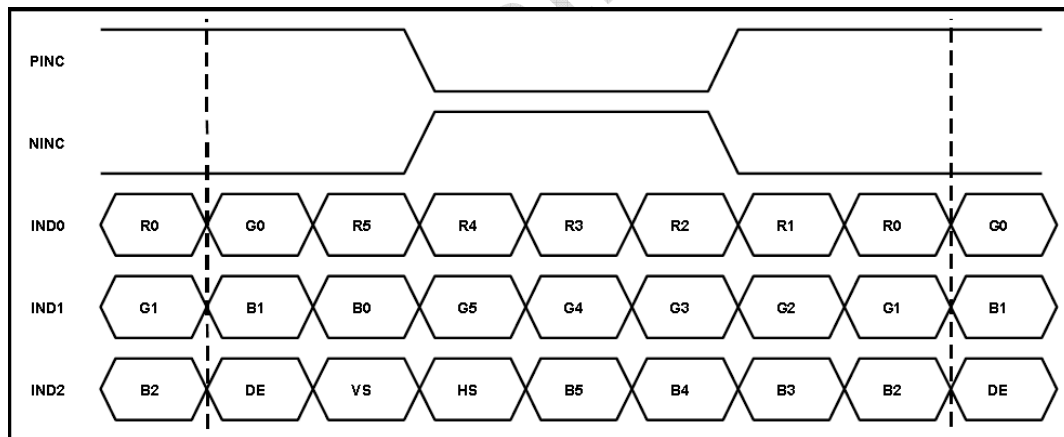 PINC
NINC
IND0 R0 G0 R5 R4 R3 R2 R1 R0 G0
IND1 G1 B1 B0 G5 G4 G3 G2 G1 B1
IND2 B2 DE VS HS B5 B4 B3 B2 DE